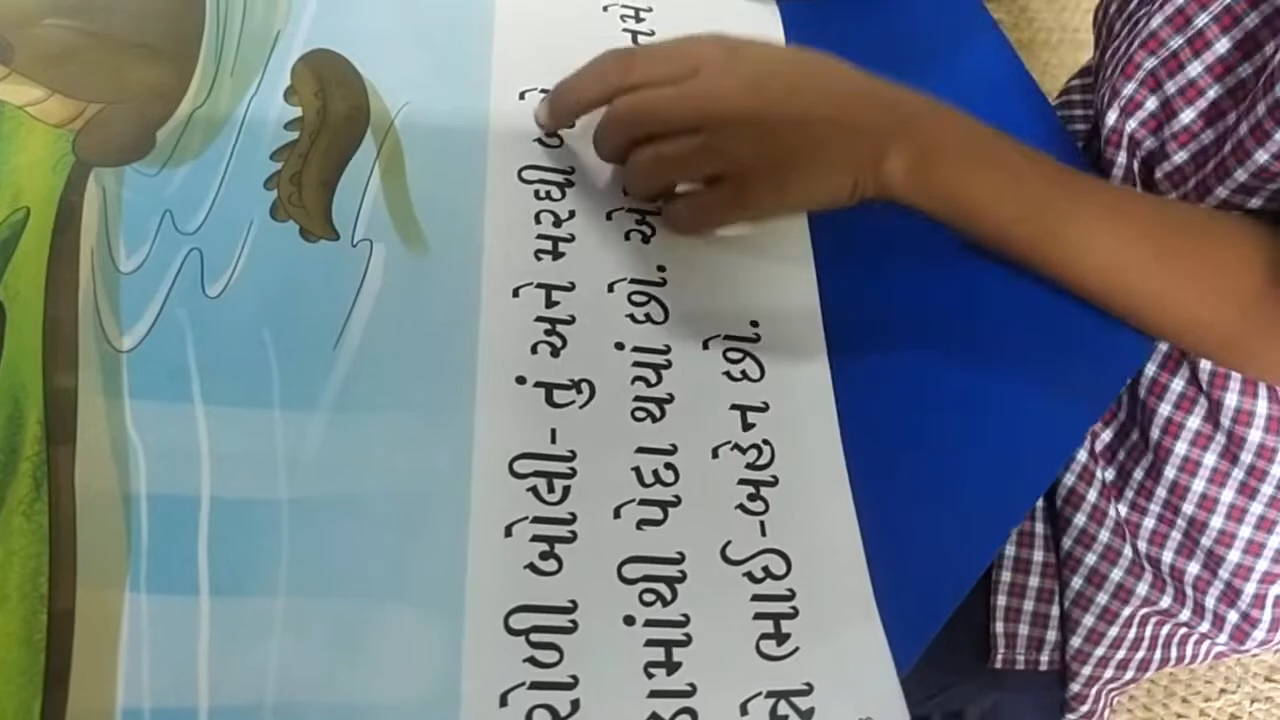 રોળી બોલી- તું અને મરઘી
ડામાંથી પેદા થયાં છો.
ભાઈ-બહેન છો.